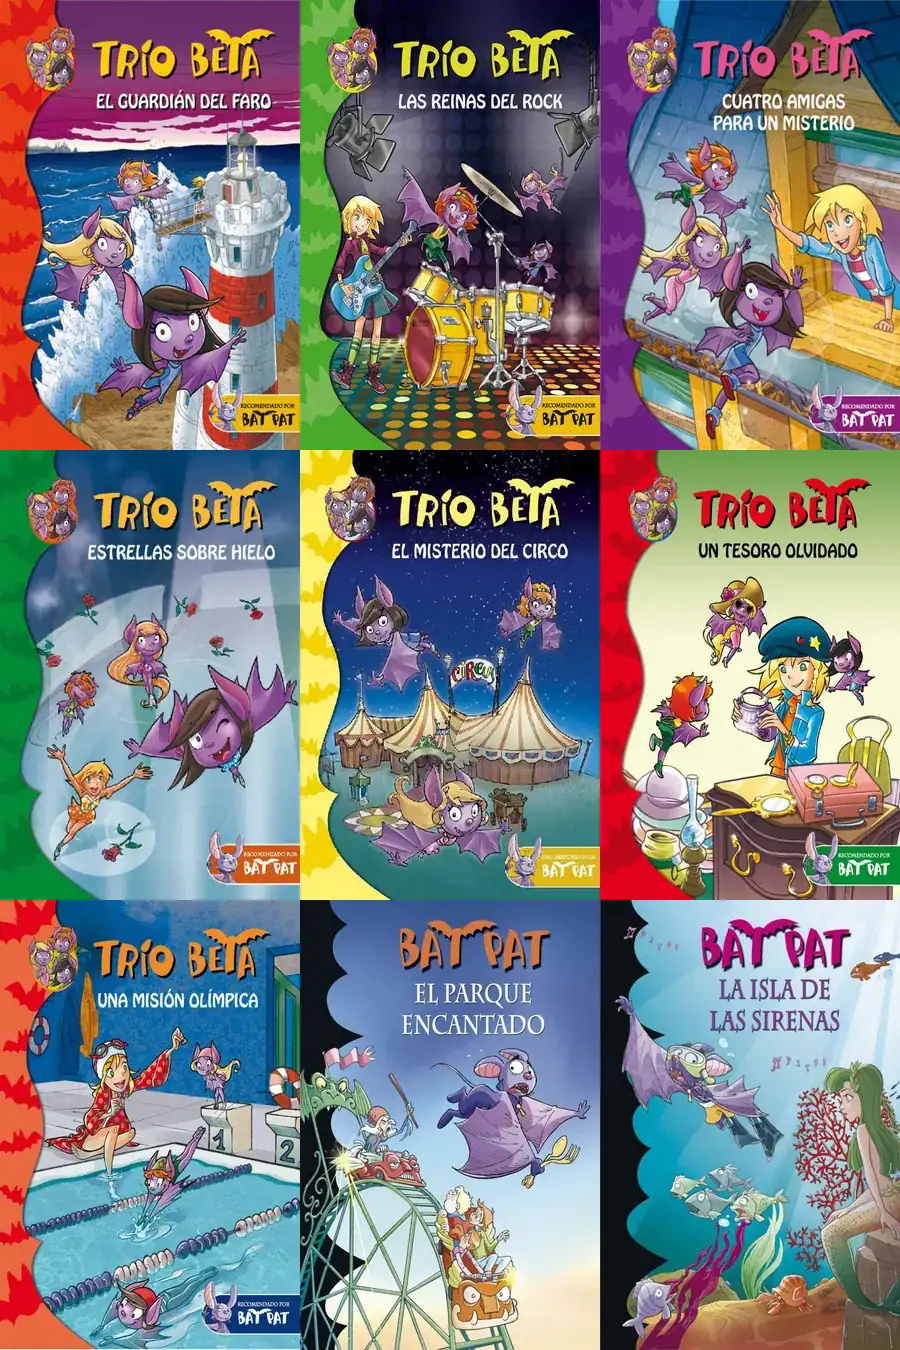 TRÍO BETA
EL GUARDIÁN DEL FARO
RECOMENDADO POR
BAT PAT
TRÍO BETA
LAS REINAS DEL ROCK
RECOMENDADO POR
BAT PAT
TRÍO BETA
CUATRO AMIGAS
PARA UN MISTERIO
RECOMENDADO POR
BAT PAT
TRÍO BETA
ESTRELLAS SOBRE HIELO
RECOMENDADO POR
BAT PAT
TRÍO BETA
EL MISTERIO DEL CIRCO
CIRCUS
BAT PAT
TRÍO BETA
UN TESORO OLVIDADO
RECOMENDADO POR
BAT PAT
TRÍO BETA
UNA MISIÓN OLÍMPICA
1
2
RECOMENDADO POR
BAT PAT
BAT PAT
EL PARQUE
ENCANTADO
BAT PAT
LA ISLA DE
LAS SIRENAS